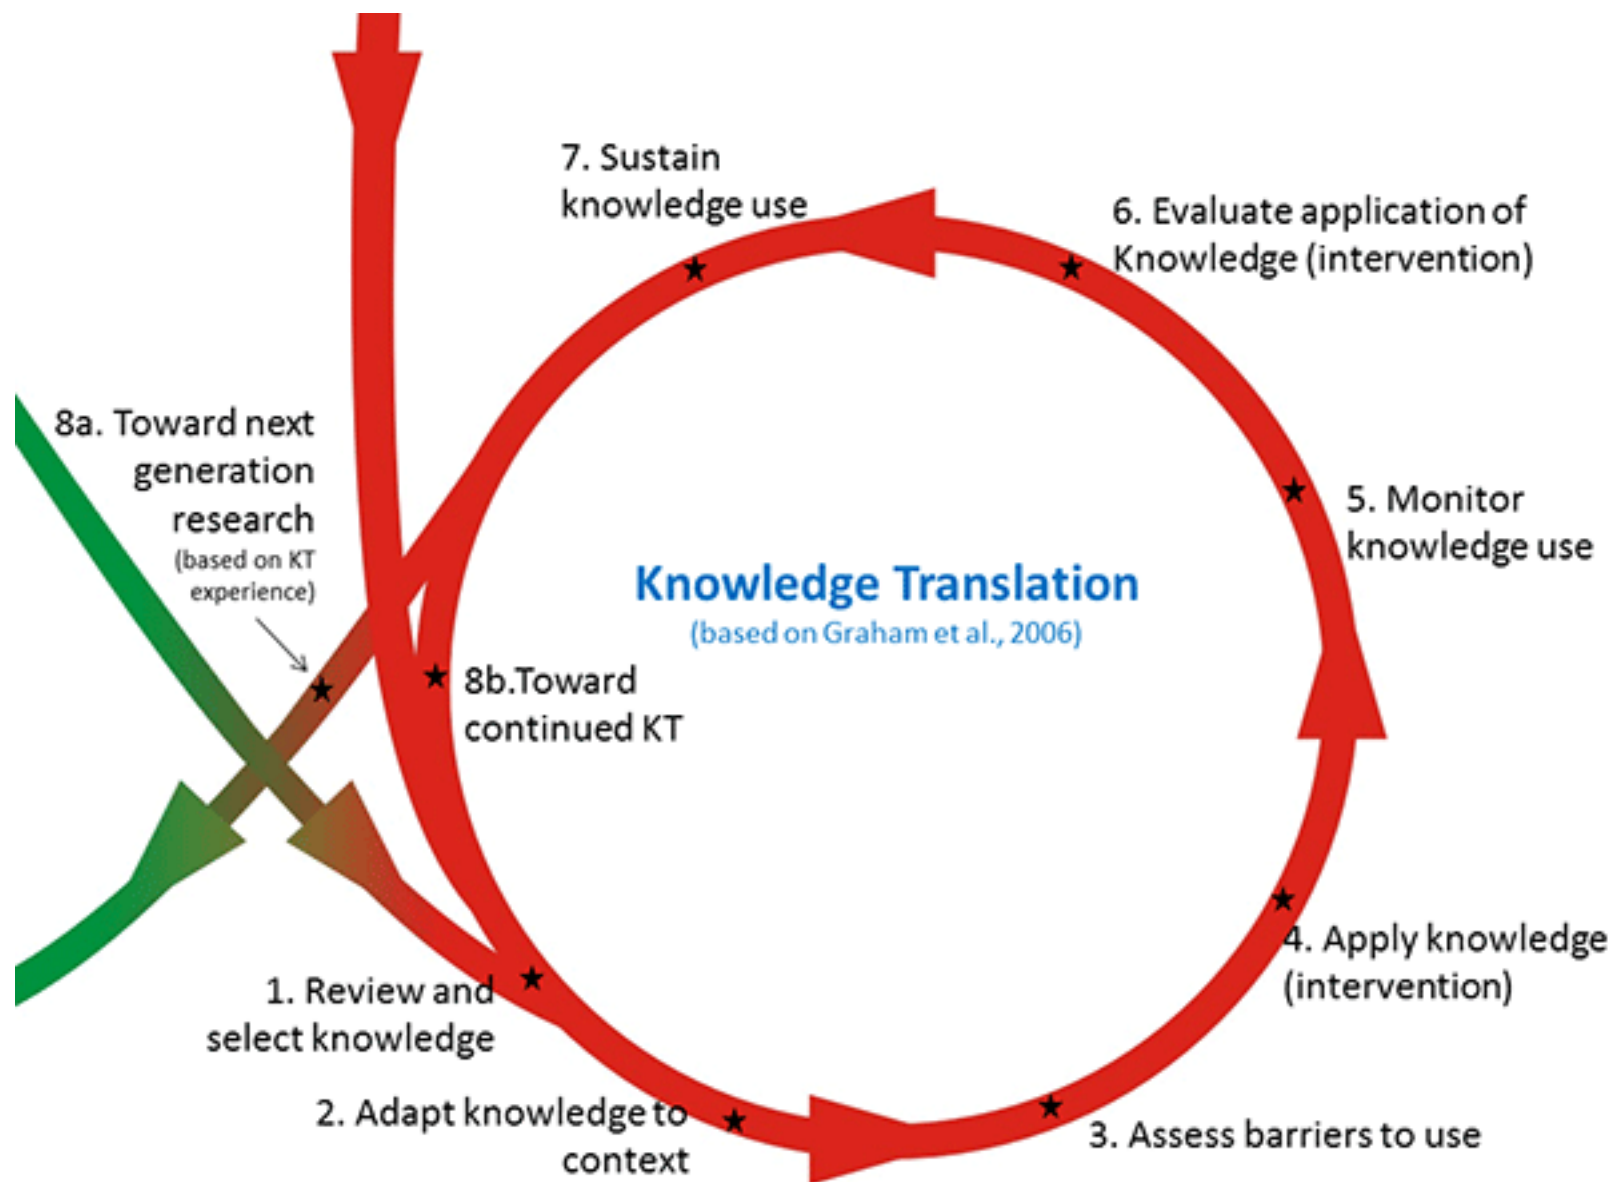 7. Sustain
knowledge use
6. Evaluate application of
Knowledge (intervention)
8a. Toward next
generation
research
(based on KT
experience)
5. Monitor
knowledge use
Knowledge Translation
(based on Graham et al., 2006)
8b.Toward
continued KT
4. Apply knowledge
(intervention)
1. Review and
select knowledge
2. Adapt knowledge to
context
3. Assess barriers to use